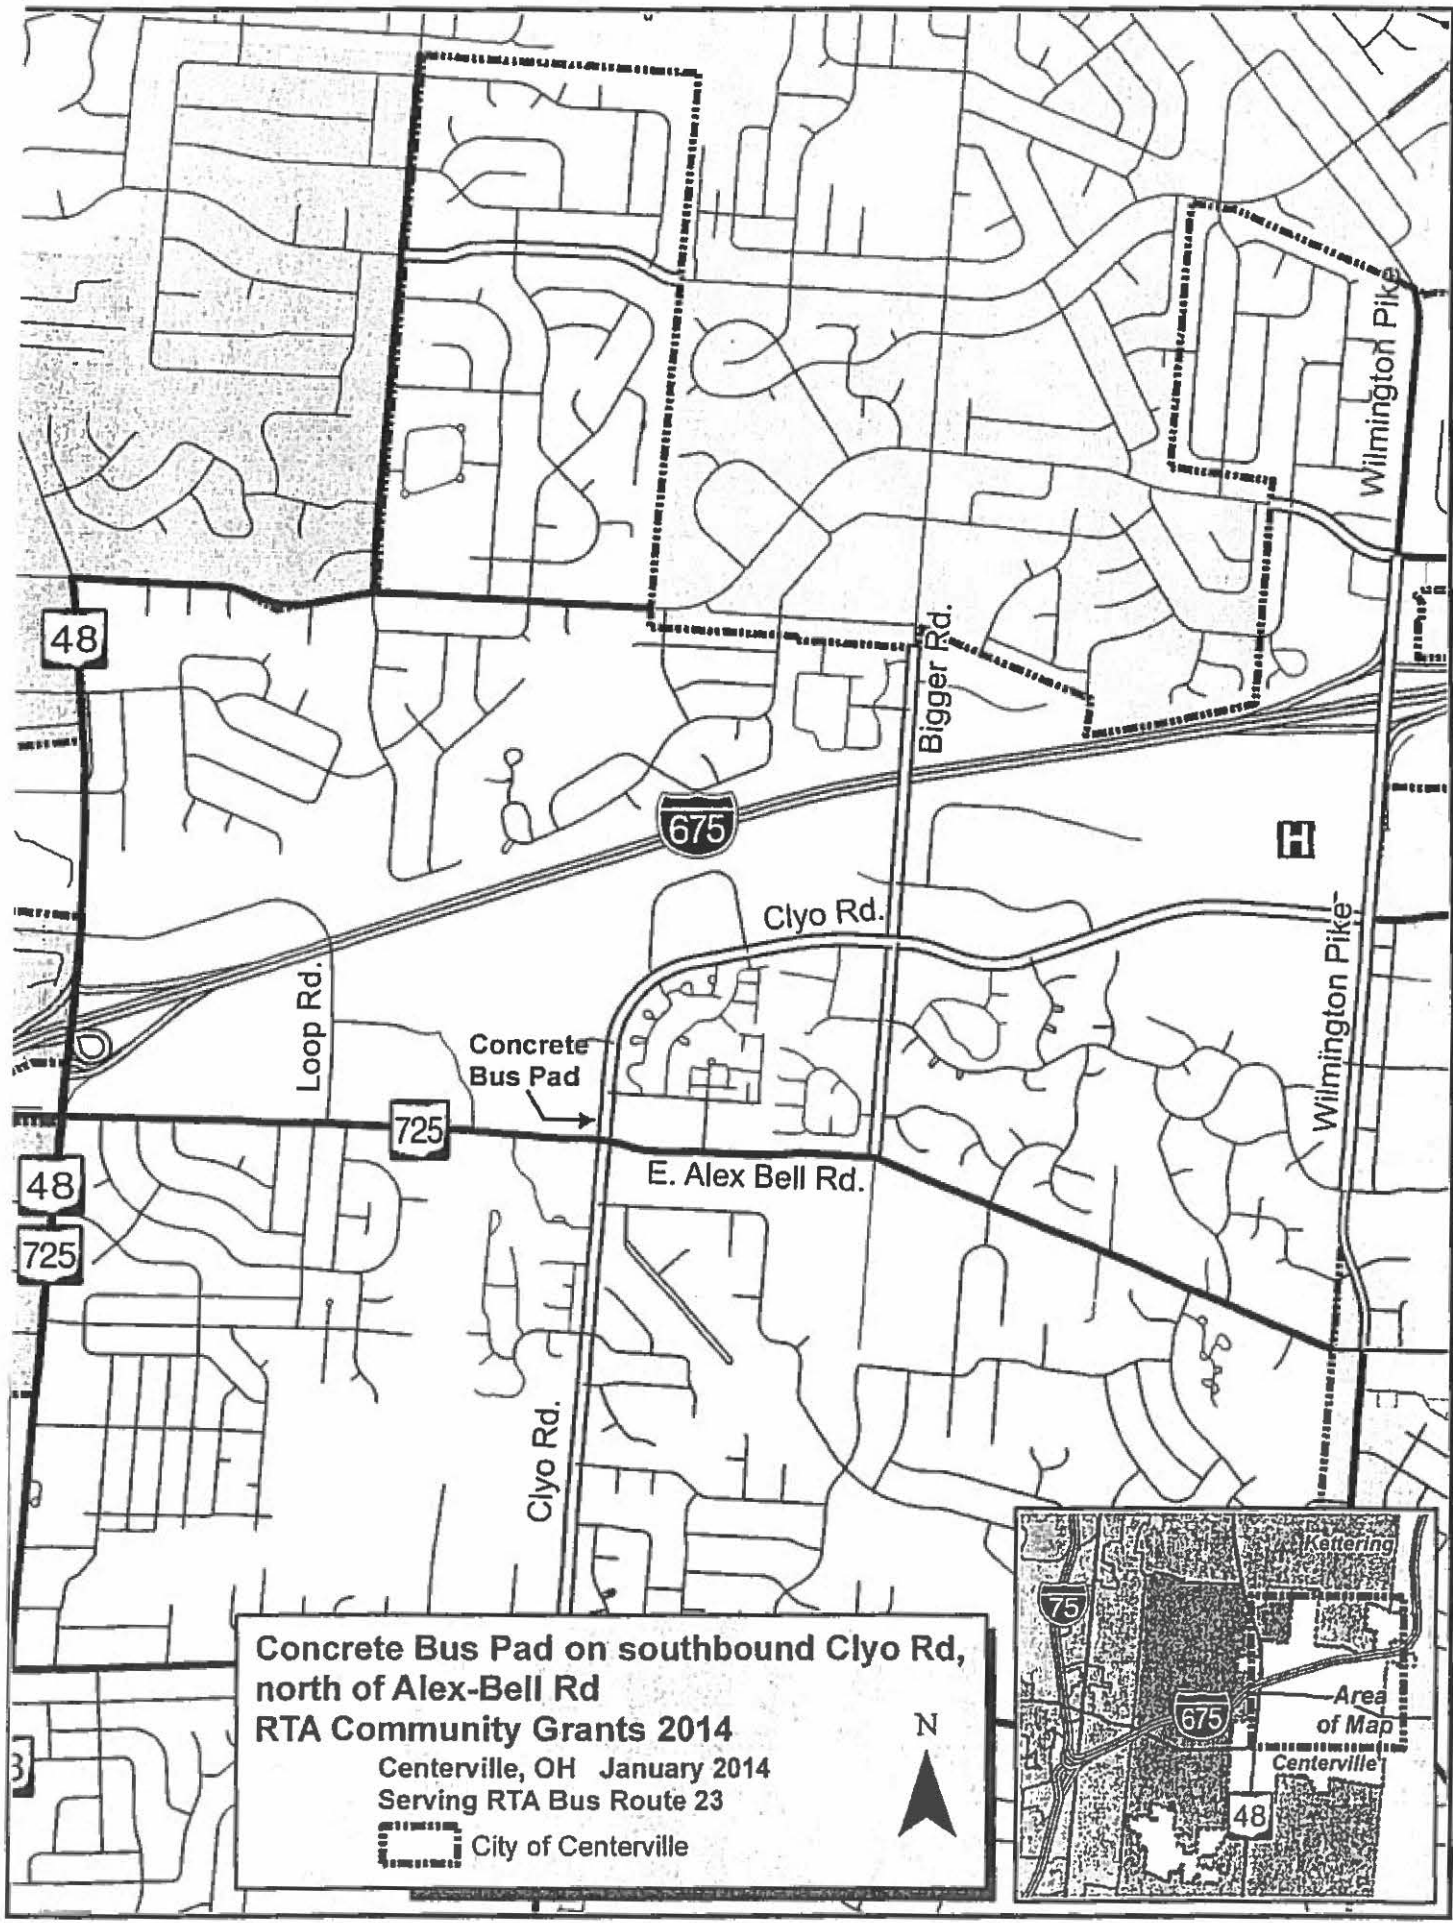 Wilmington Pike
48
Bigger Rd.
675
H
Clyo Rd.
Loop Rd.
Concrete
Bus Pad
Wilmington Pike
725
E. Alex Bell Rd.
48
725
Clyo Rd.
Concrete Bus Pad on southbound Clyo Rd,
north of Alex-Bell Rd
RTA Community Grants 2014
Centerville, OH January 2014
Serving RTA Bus Route 23
City of Centerville
N
Kettering
75
675
Area
of Map
Centerville
48